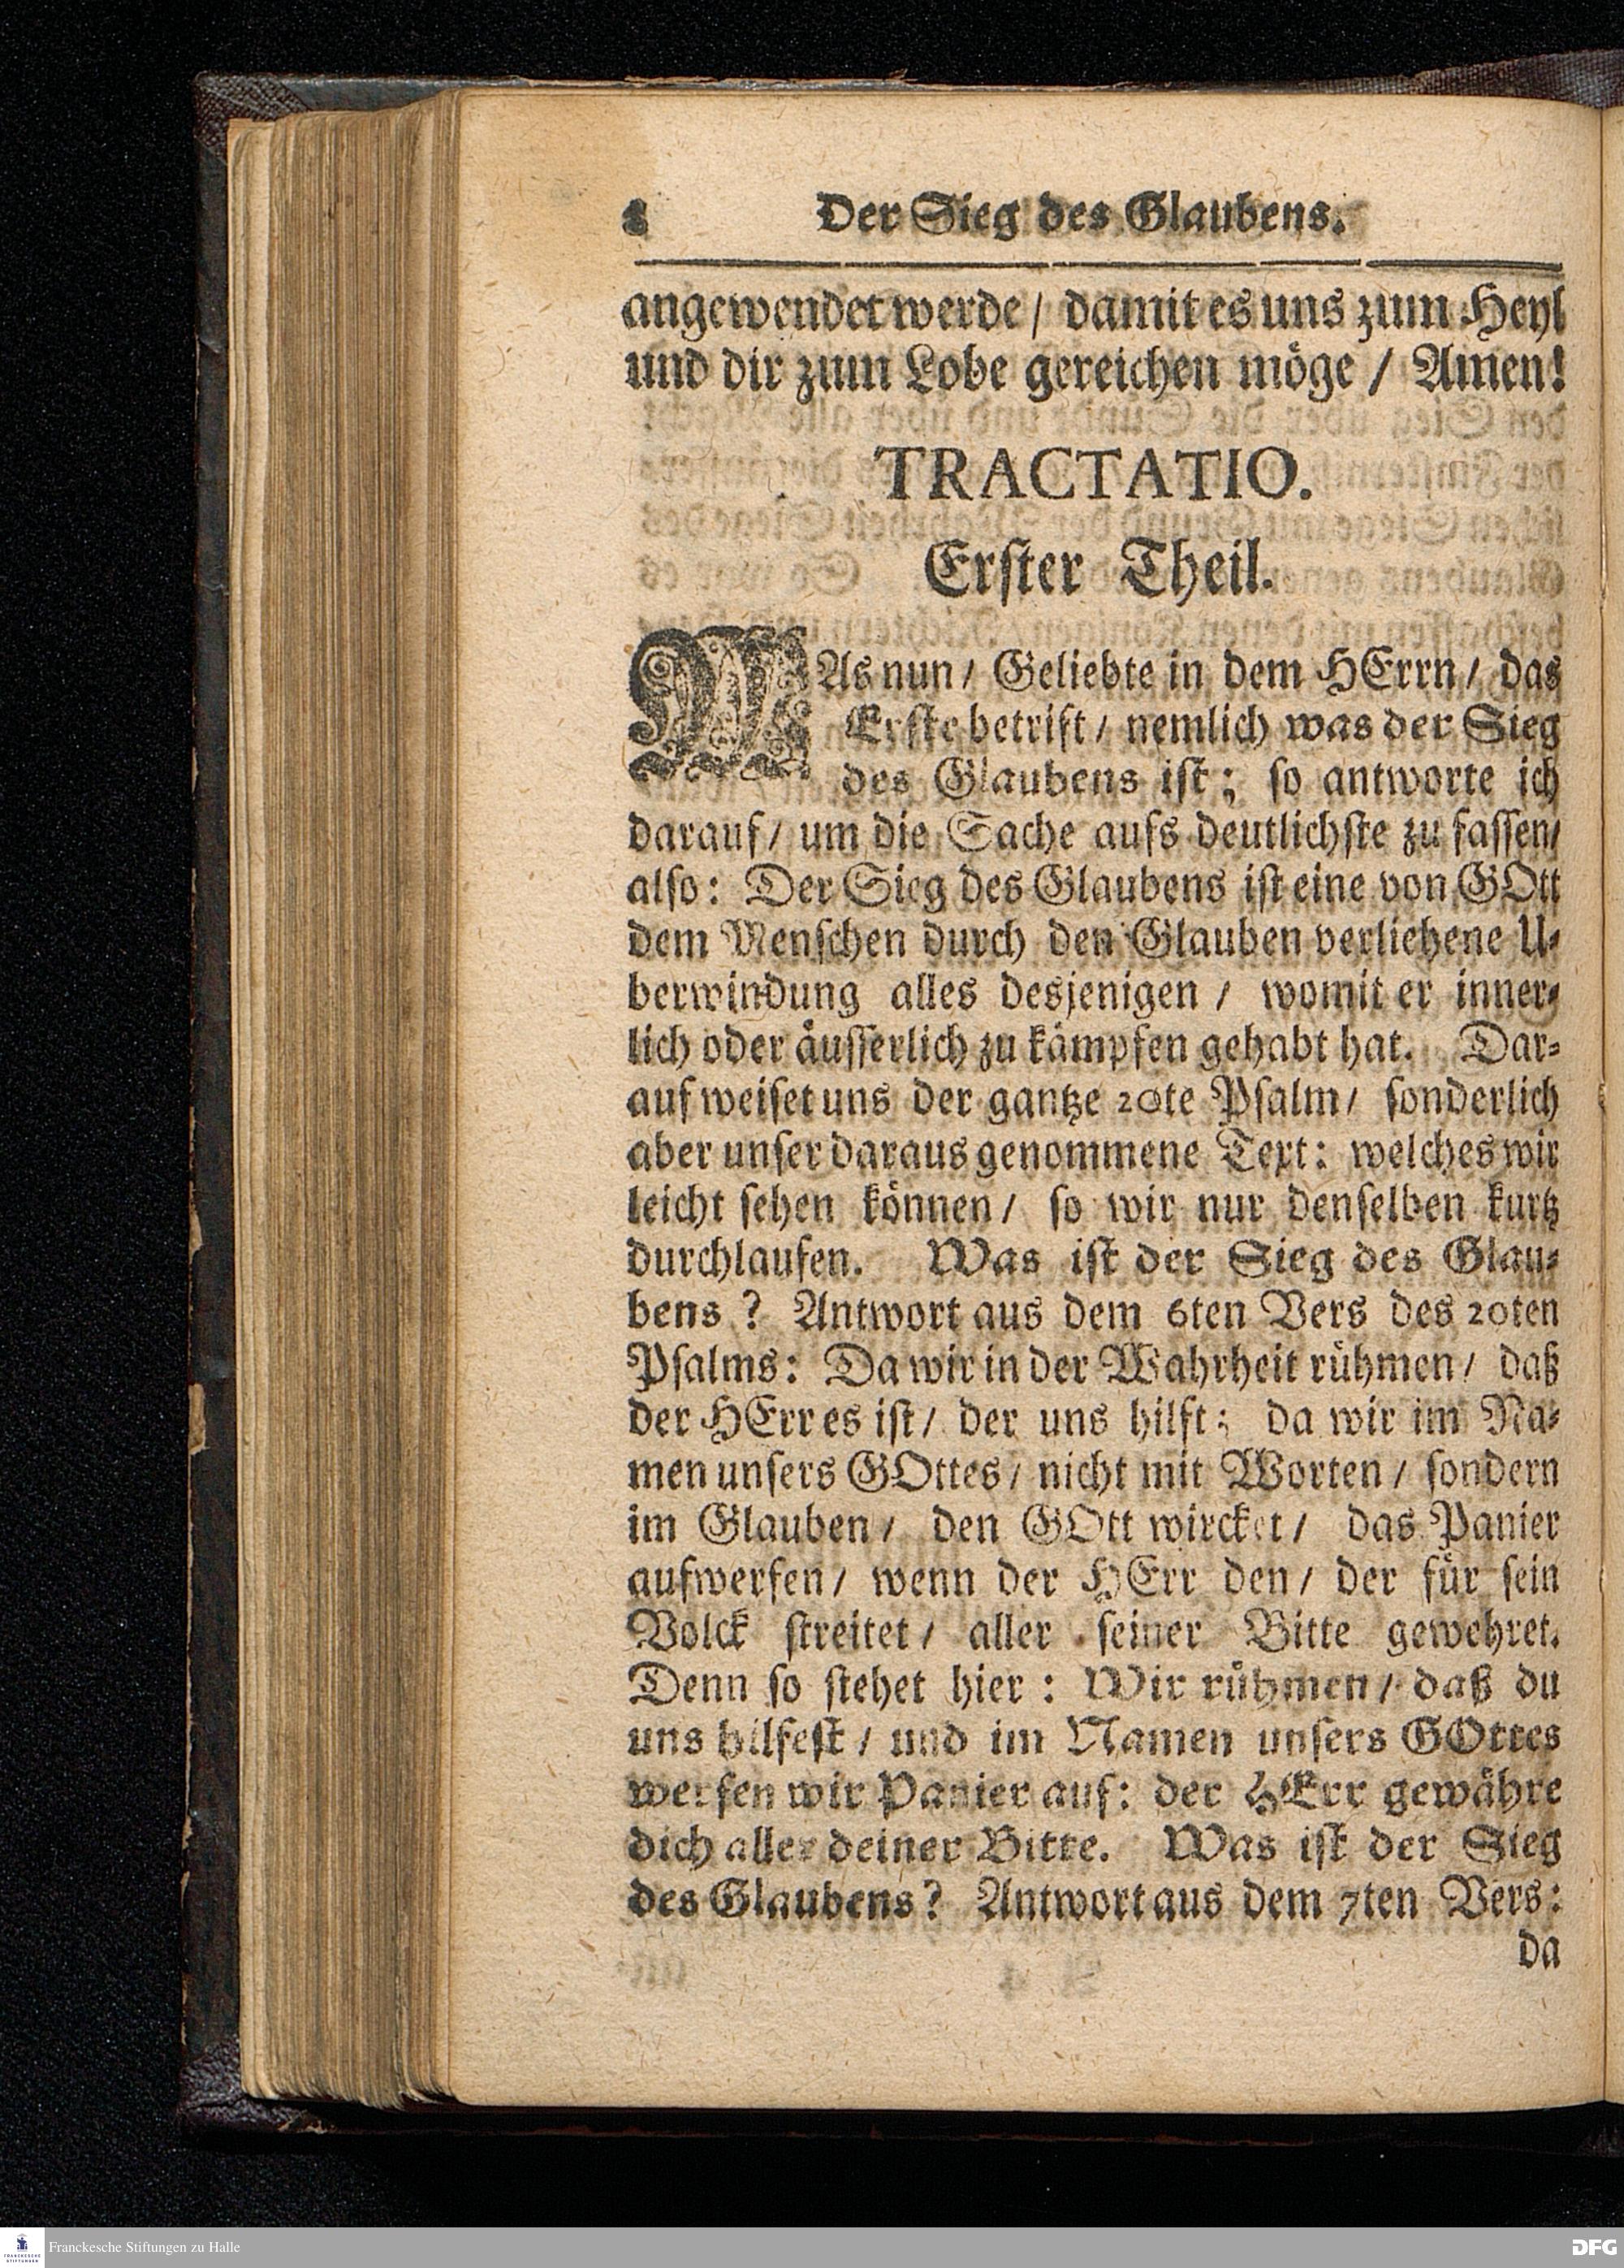 8 Der Sieg des Glaubens.
angewendet werde / damit es uns zum Heyl
und dir zum Lobe gereichen möge / Amen!
TRACTATIO.
Erſter Theil.
WAs nun / Geliebte in dem HErrn / das
Erſte betrift / nemlich was der Sieg
des Glaubens iſt; ſo antworte ich
darauf / um die Sache aufs deutlichſte zu faſſen /
alſo: Der Sieg des Glaubens iſt eine von GOtt
dem Menſchen durch den Glauben verliehene U-
berwindung alles desjenigen / womit er inner-
lich oder äuſſerlich zu kämpfen gehabt hat. Dar-
auf weiſet uns der gantze 20te Pſalm / ſonderlich
aber unſer daraus genommene Text: welches wir
leicht ſehen können / ſo wir nur denſelben kurtz
durchlaufen. Was iſt der Sieg des Glau-
bens? Antwort aus dem 6ten Vers des 20ten
Pſalms: Da wir in der Wahrheit rühmen / daß
der HErr es iſt / der uns hilft; da wir im Na-
men unſers GOttes / nicht mit Worten / ſondern
im Glauben / den GOtt wircket / das Panier
aufwerfen / wenn der HErr den / der für ſein
Volck ſtreitet / aller ſeiner Bitte gewehret.
Denn ſo ſtehet hier: Wir rühmen / daß du
uns hilfeſt / und im Namen unſers GOttes
werfen wir Panier auf: der HErr gewähre
dich aller deiner Bitte. Was iſt der Sieg
des Glaubens? Antwort aus dem 7ten Vers:
da
FRANCKESCHE
STIFTUNGEN
Franckesche Stiftungen zu Halle
DFG